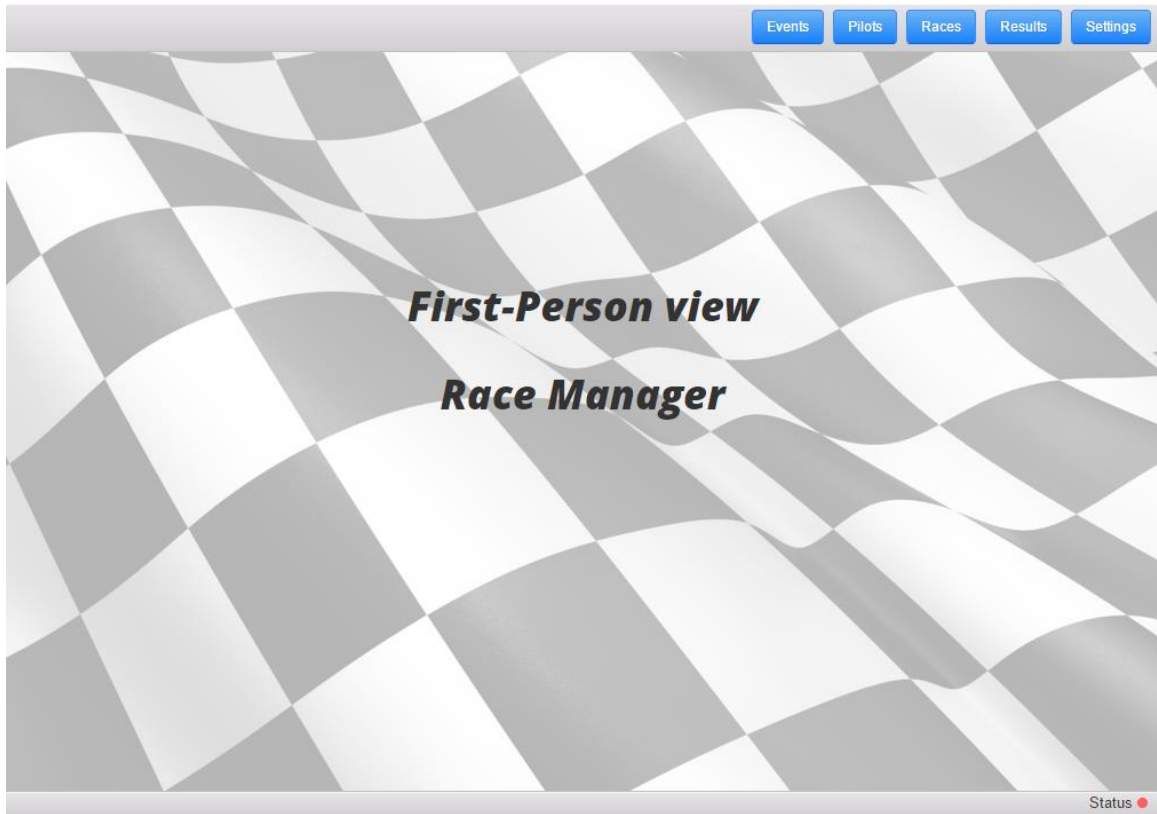 Events Pilots Races Results Settings
First-Person view
Race Manager
Status